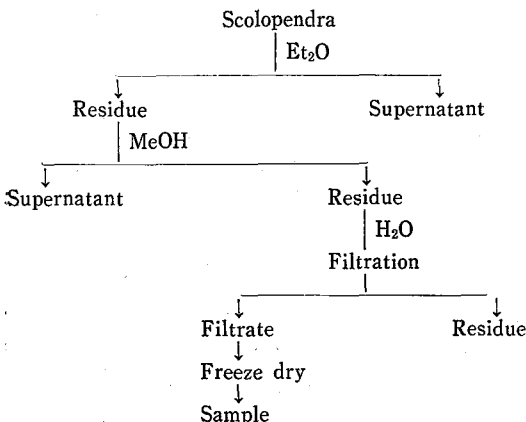 Scolopendra
Et₂O
Residue Supernatant
MeOH
Supernatant Residue
H₂O
Filtration
Filtrate Residue
Freeze dry
Sample